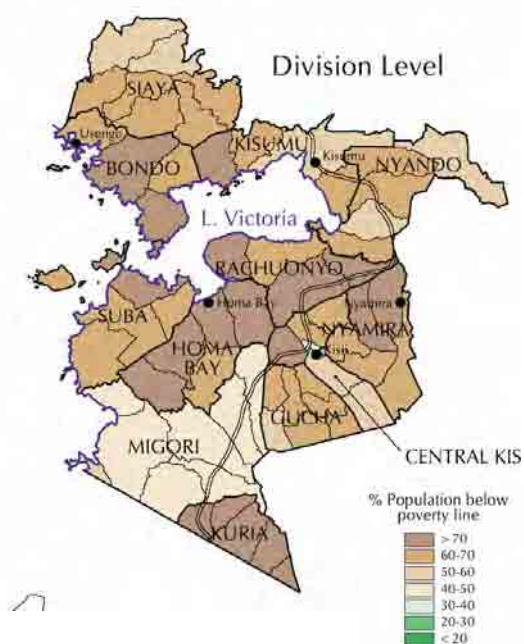 Division Level
SIAYA
Usengo
BONDO
KISUMU
Kisumu
NYANDO
L. Victoria
RACHUONYO
Homa Bay
Nyamira
SUBA
NYAMIRA
HOMA
BAY
Kisii
GUCHA
MIGORI
CENTRAL KIS
KURIA
% Population below
poverty line
>70
60-70
50-60
40-50
30-40
20-30
<20